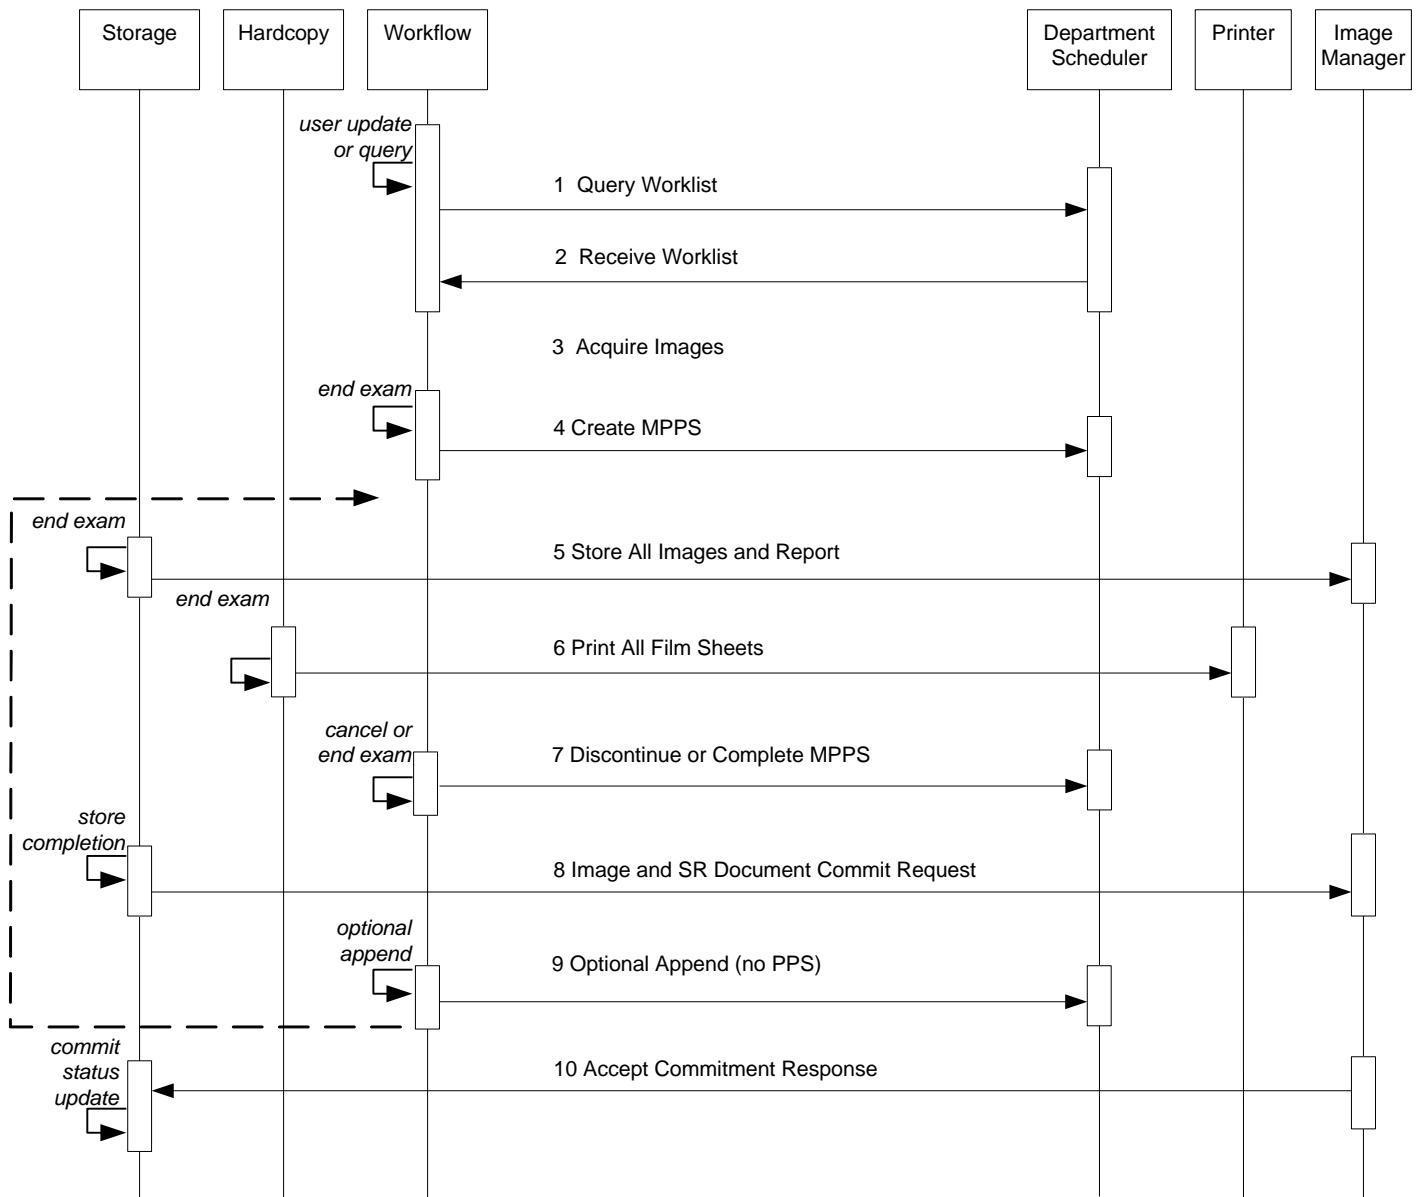 Storage
Hardcopy
Workflow
Department
Scheduler
Printer
Image
Manager
user update
or query
1  Query Worklist
2  Receive Worklist
3  Acquire Images
end exam
4 Create MPPS
end exam
5 Store All Images and Report
end exam
6 Print All Film Sheets
cancel or
end exam
7 Discontinue or Complete MPPS
store
completion
8 Image and SR Document Commit Request
optional
append
9 Optional Append (no PPS)
commit
status
update
10 Accept Commitment Response